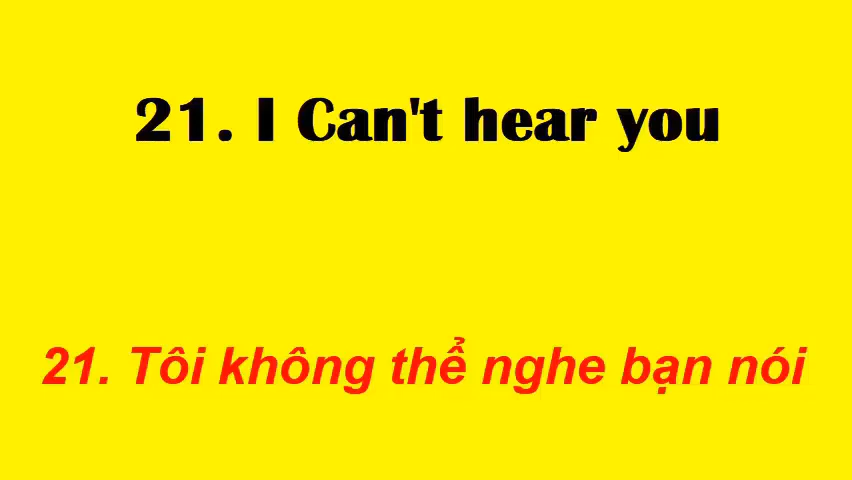 21. I Can't hear you
21. Tôi không thể nghe bạn nói